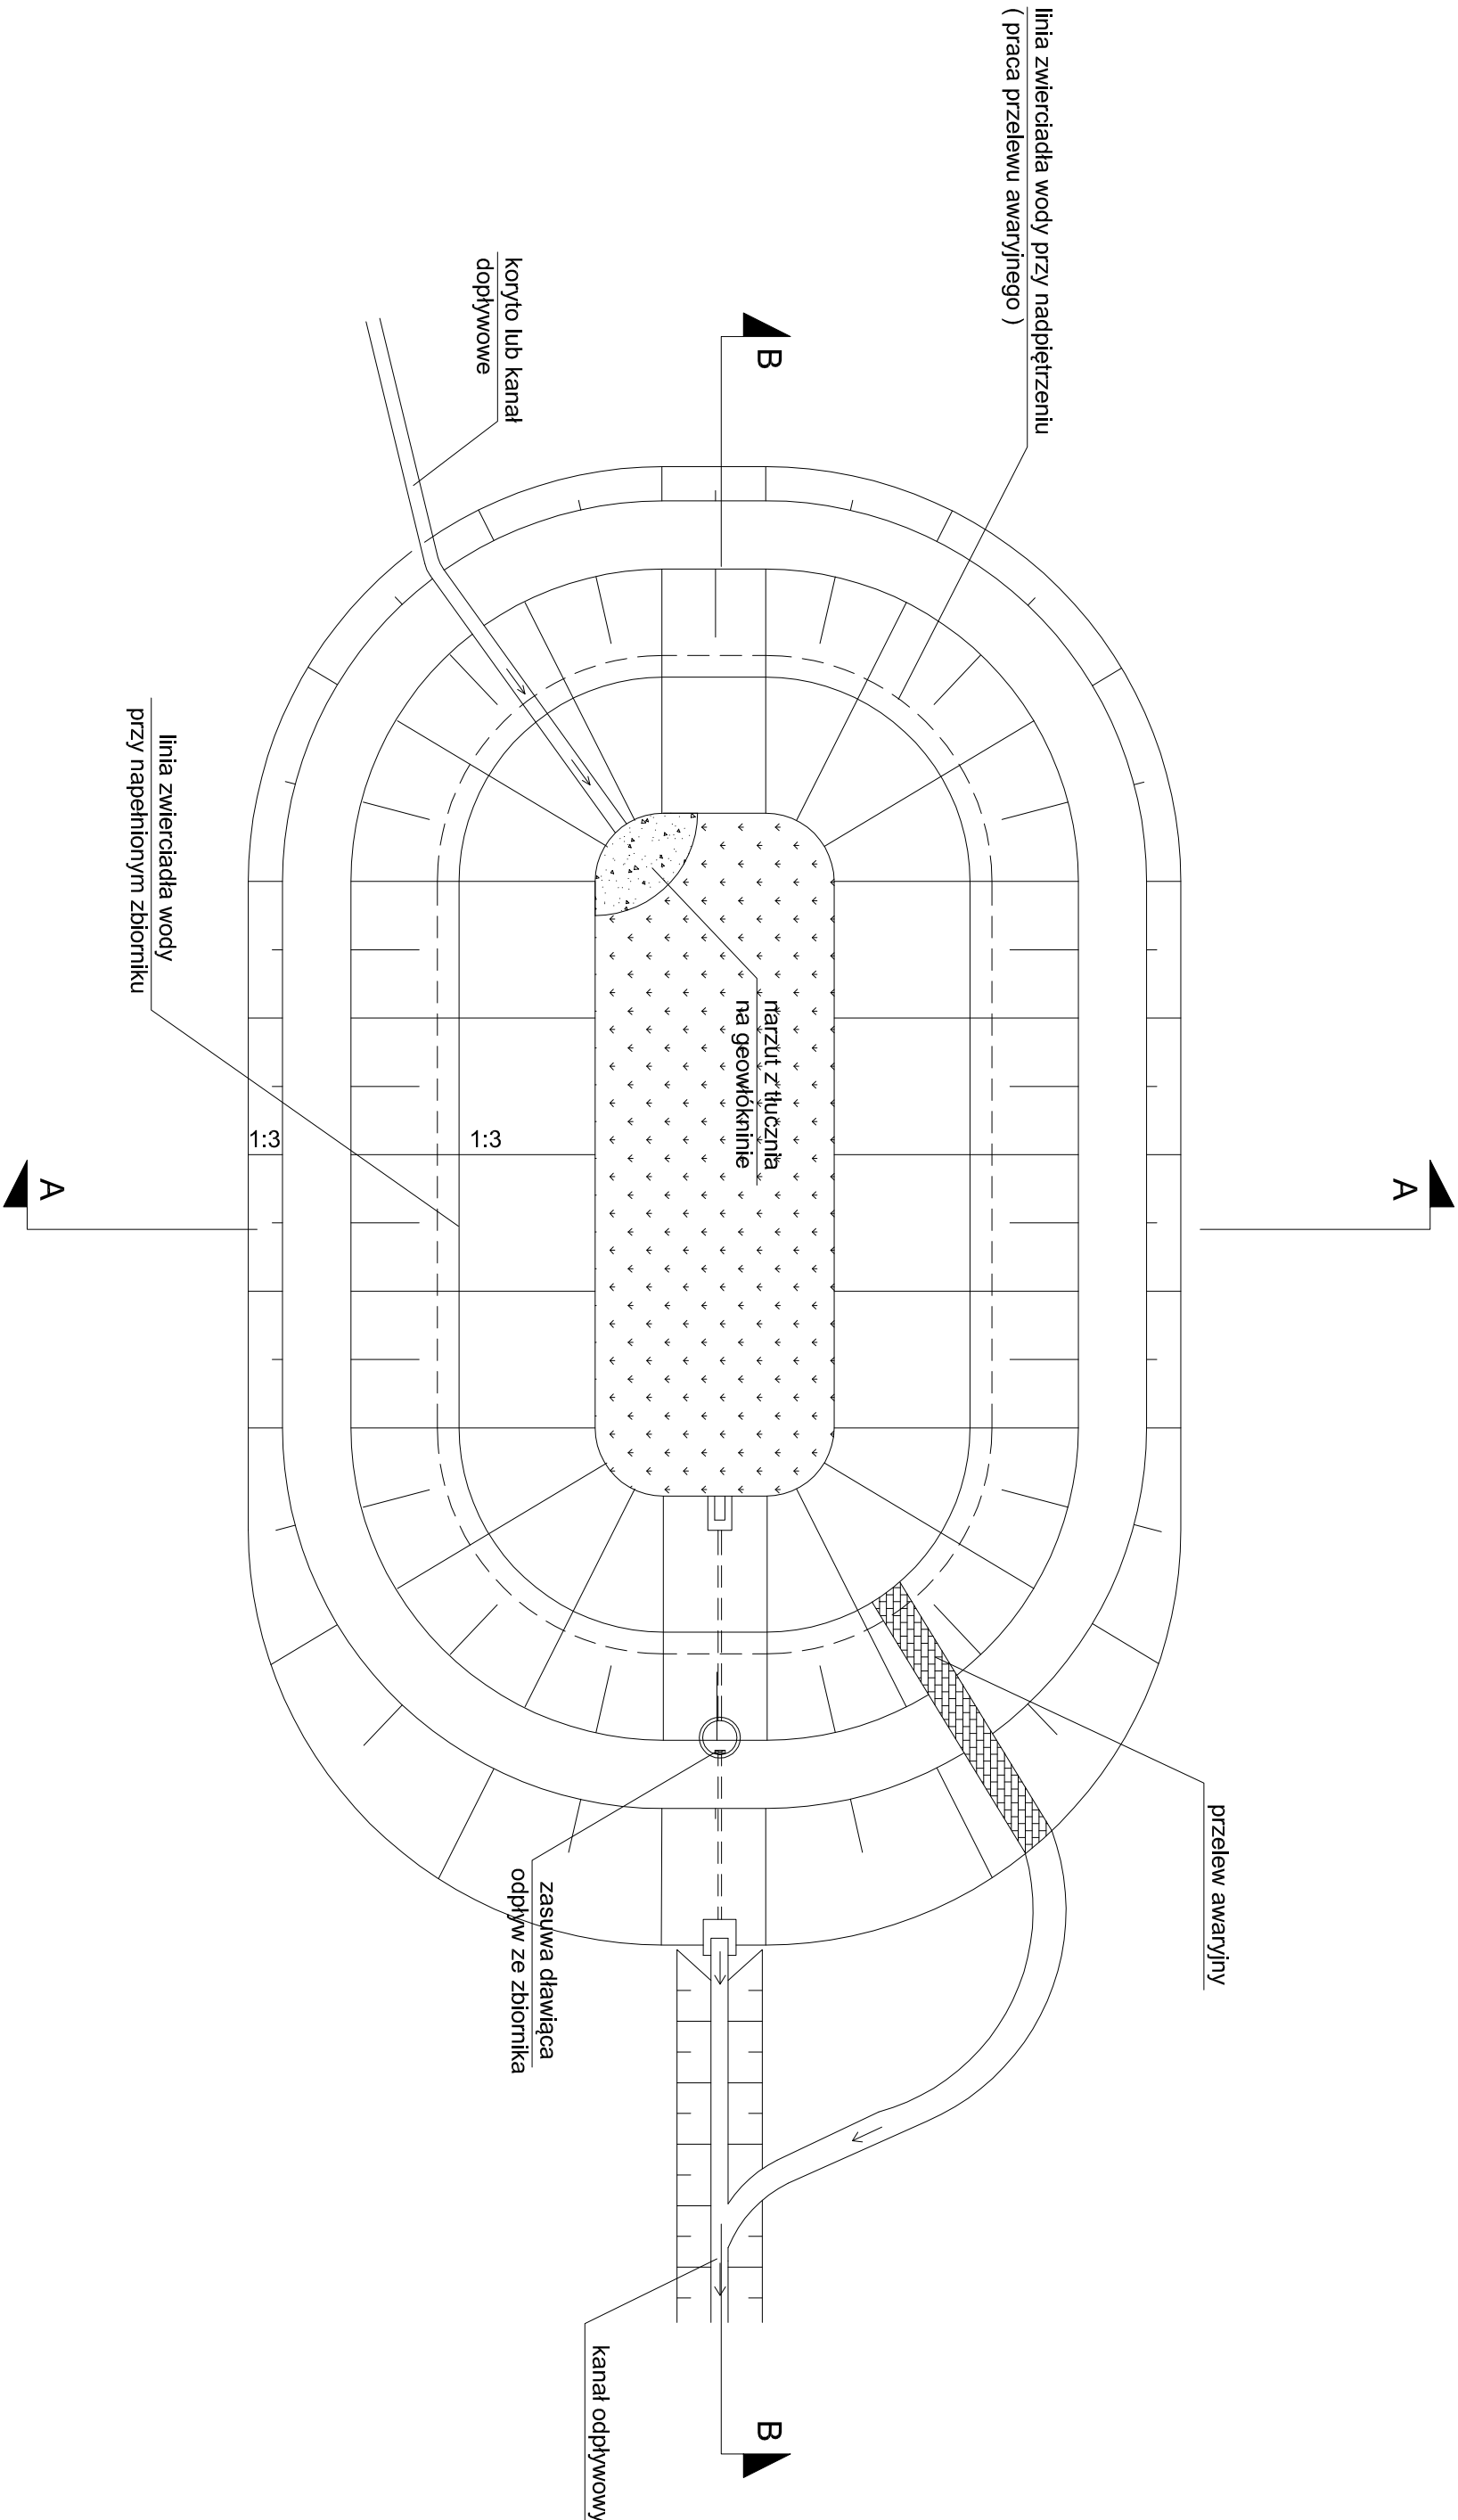 linia zwierciadła wody przy nadpiętrzeniu
( praca przelewu awaryjnego )
koryto lub kanał
dopływowe
B
linia zwierciadła wody
przy napełnionym zbiorniku
narzut z tłucznia
na geowłókninie
1:3
1:3
A
A
przelew awaryjny
zasuwa dławiąca
odpływ ze zbiornika
kanał odpływowy
B